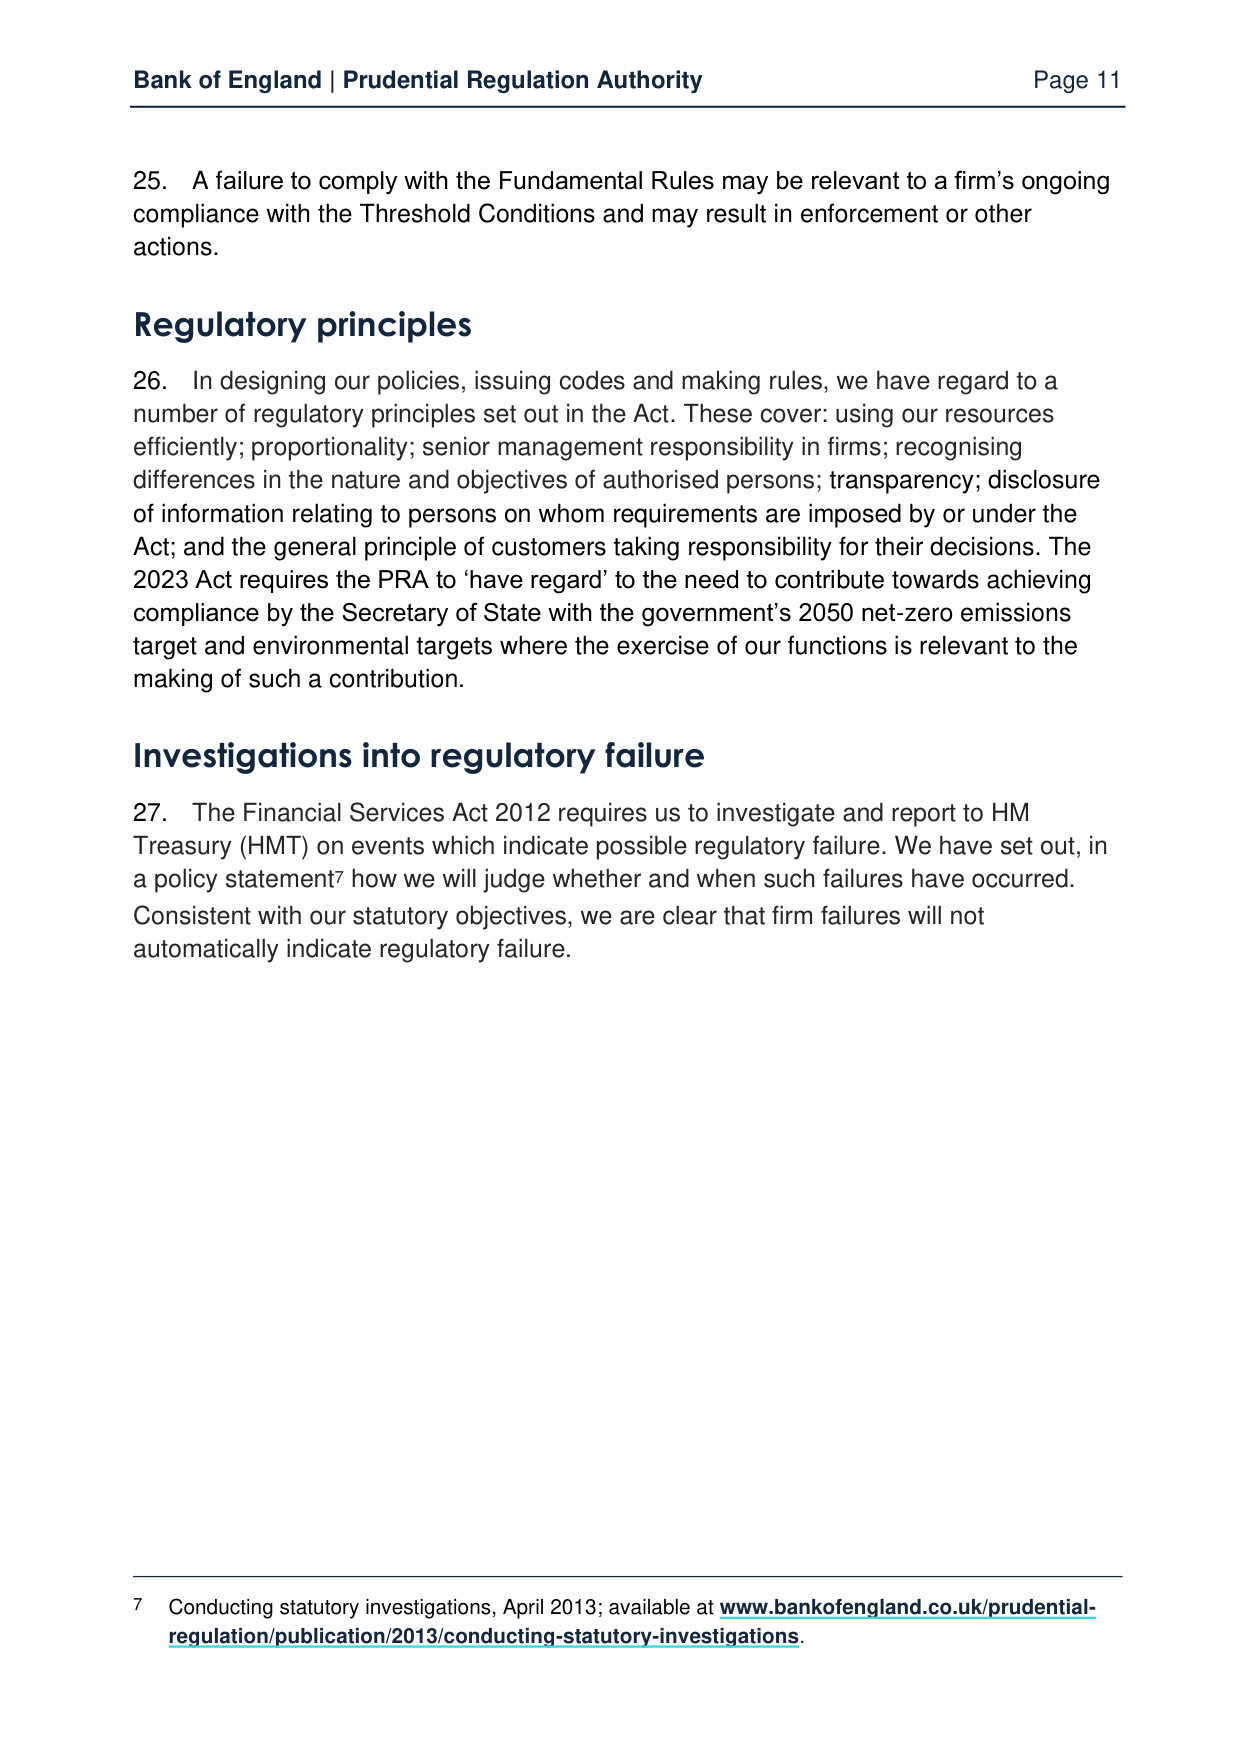 Bank of England | Prudential Regulation Authority Page 11
25. A failure to comply with the Fundamental Rules may be relevant to a firm’s ongoing
compliance with the Threshold Conditions and may result in enforcement or other
actions.
Regulatory principles
26. In designing our policies, issuing codes and making rules, we have regard to a
number of regulatory principles set out in the Act. These cover: using our resources
efficiently; proportionality; senior management responsibility in firms; recognising
differences in the nature and objectives of authorised persons; transparency; disclosure
of information relating to persons on whom requirements are imposed by or under the
Act; and the general principle of customers taking responsibility for their decisions. The
2023 Act requires the PRA to ‘have regard’ to the need to contribute towards achieving
compliance by the Secretary of State with the government’s 2050 net-zero emissions
target and environmental targets where the exercise of our functions is relevant to the
making of such a contribution.
Investigations into regulatory failure
27. The Financial Services Act 2012 requires us to investigate and report to HM
Treasury (HMT) on events which indicate possible regulatory failure. We have set out, in
a policy statement7 how we will judge whether and when such failures have occurred.
Consistent with our statutory objectives, we are clear that firm failures will not
automatically indicate regulatory failure.
7 Conducting statutory investigations, April 2013; available at www.bankofengland.co.uk/prudential-
regulation/publication/2013/conducting-statutory-investigations.